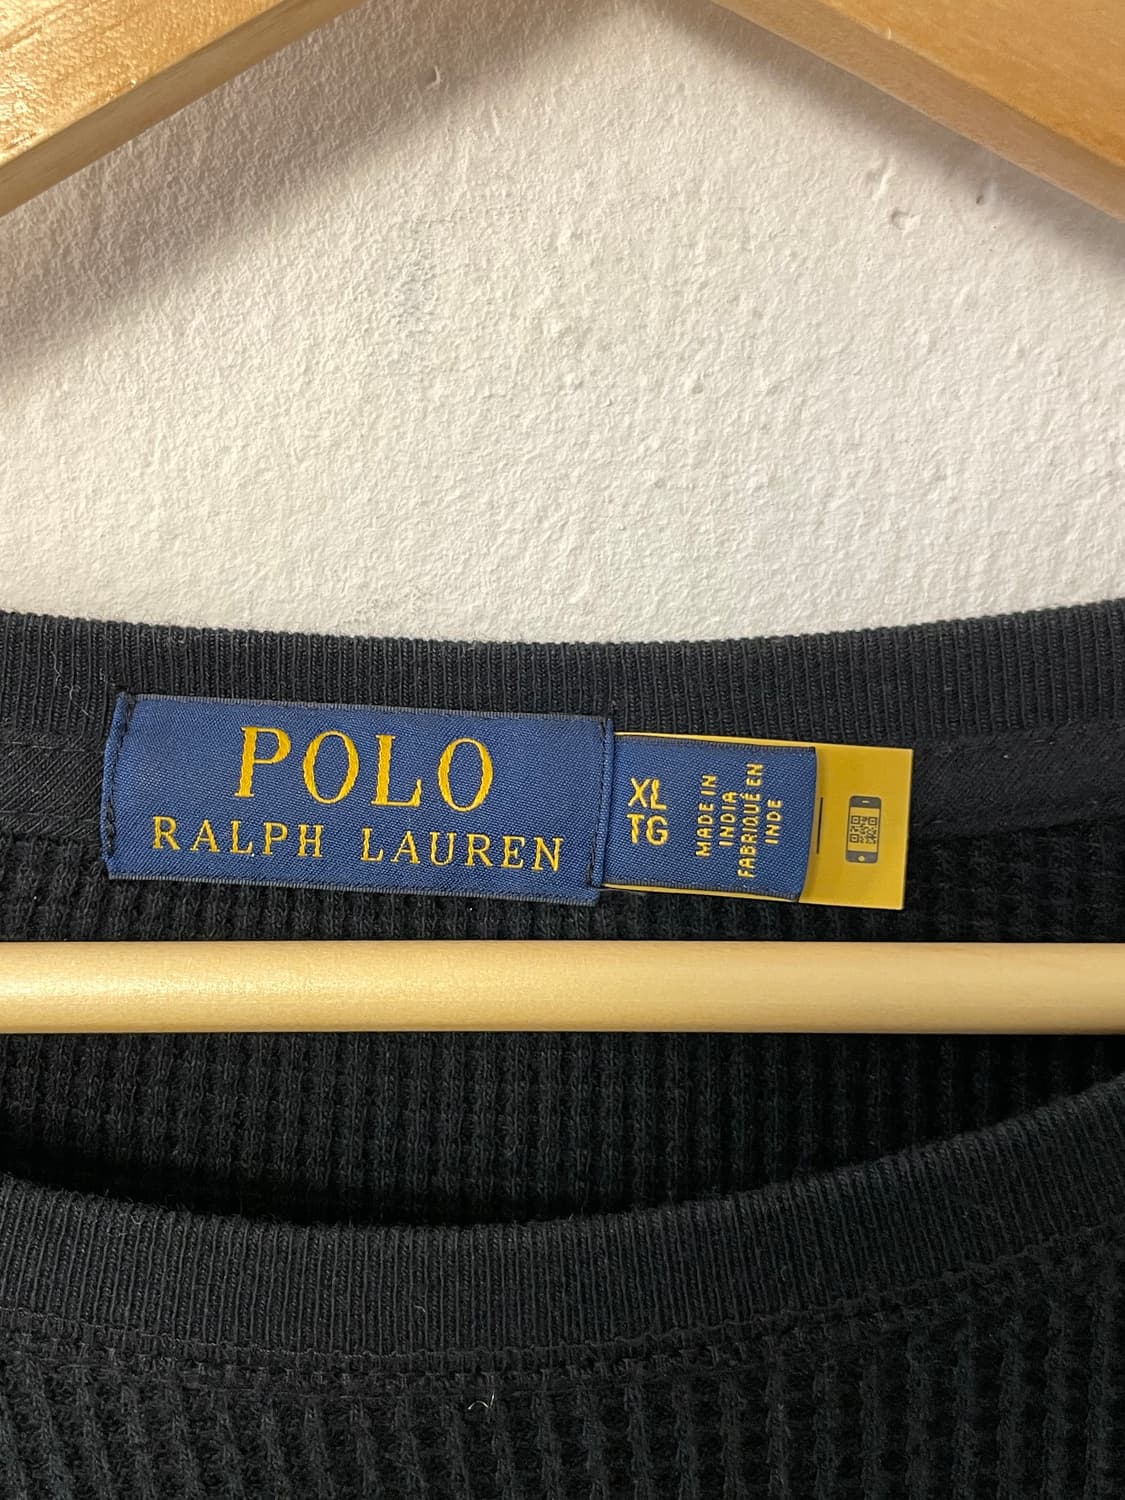 POLO
RALPH LAUREN
XL
TG
MADE IN
INDIA
FABRIQUÉ EN
INDE